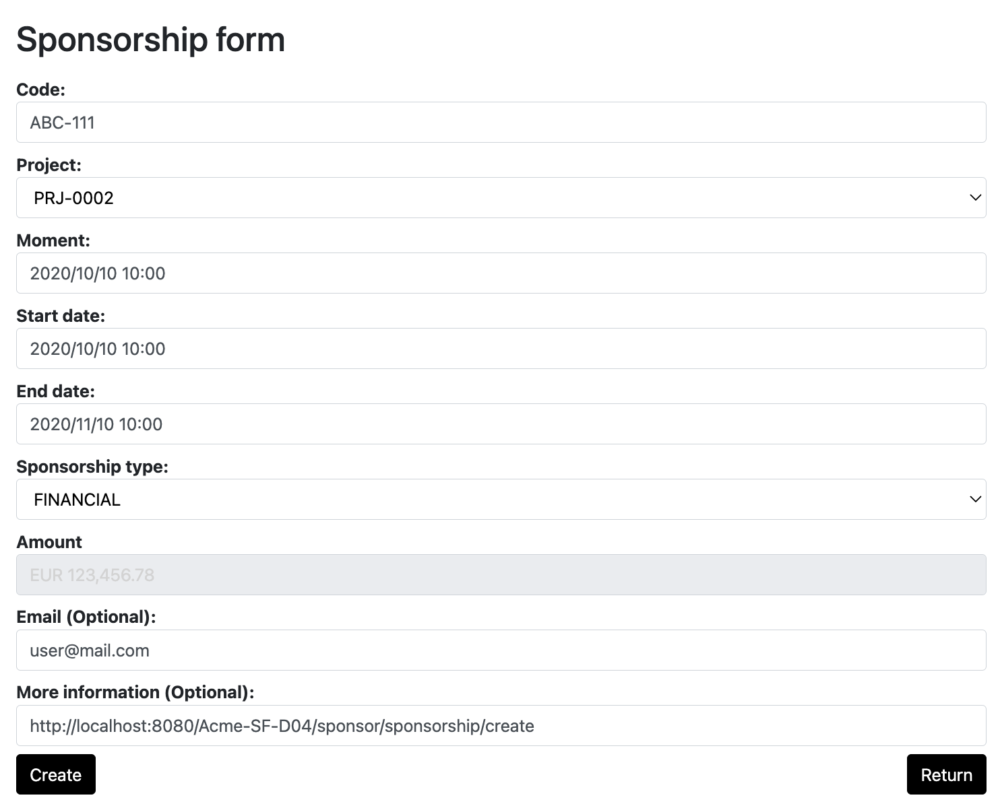 Sponsorship form
Code:
ABC-111
Project:
PRJ-0002
Moment:
2020/10/10 10:00
Start date:
2020/10/10 10:00
End date:
2020/11/10 10:00
Sponsorship type:
FINANCIAL
Amount
EUR 123,456.78
Email (Optional):
user@mail.com
More information (Optional):
http://localhost:8080/Acme-SF-D04/sponsor/sponsorship/create
Create
Return